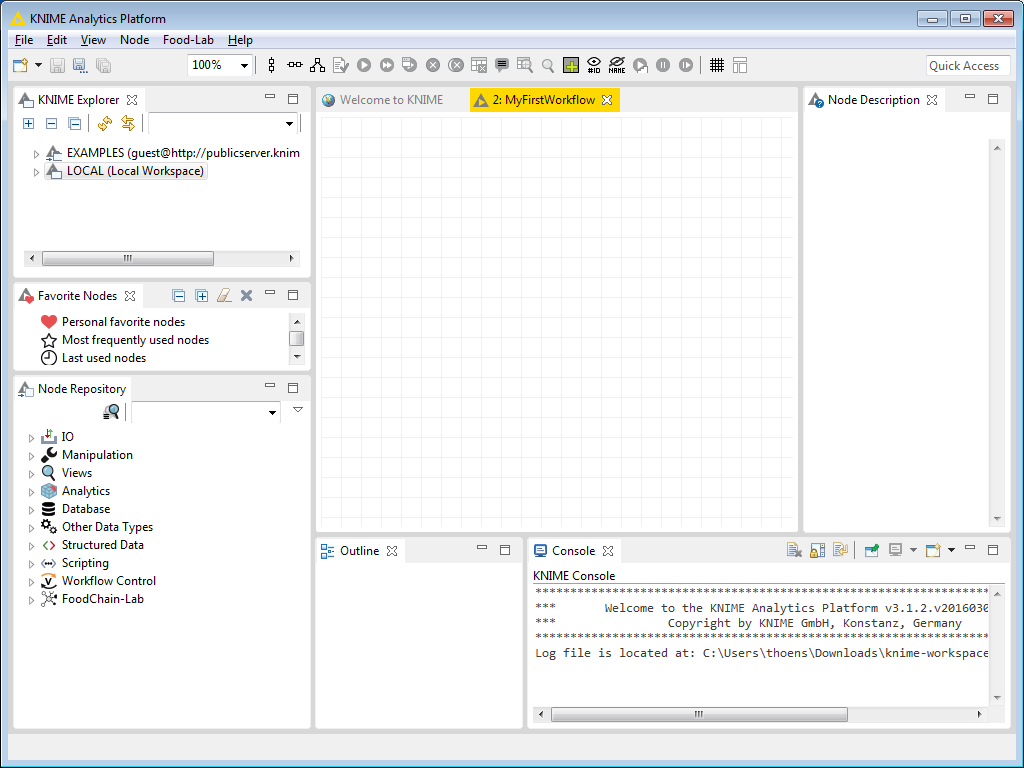 KNIME Analytics Platform
File Edit View Node Food-Lab Help
100%
#ID
NAME
Quick Access
KNIME Explorer
EXAMPLES (guest@http://publicserver.knim
LOCAL (Local Workspace)
Favorite Nodes
Personal favorite nodes
Most frequently used nodes
Last used nodes
Node Repository
IO
Manipulation
Views
Analytics
Database
Other Data Types
Structured Data
Scripting
Workflow Control
FoodChain-Lab
Welcome to KNIME
2: MyFirstWorkflow
Node Description
Outline
Console
KNIME Console
*** Welcome to the KNIME Analytics Platform v3.1.2.v2016030
*** Copyright by KNIME GmbH, Konstanz, Germany
Log file is located at: C:\Users\thoens\Downloads\knime-workspace